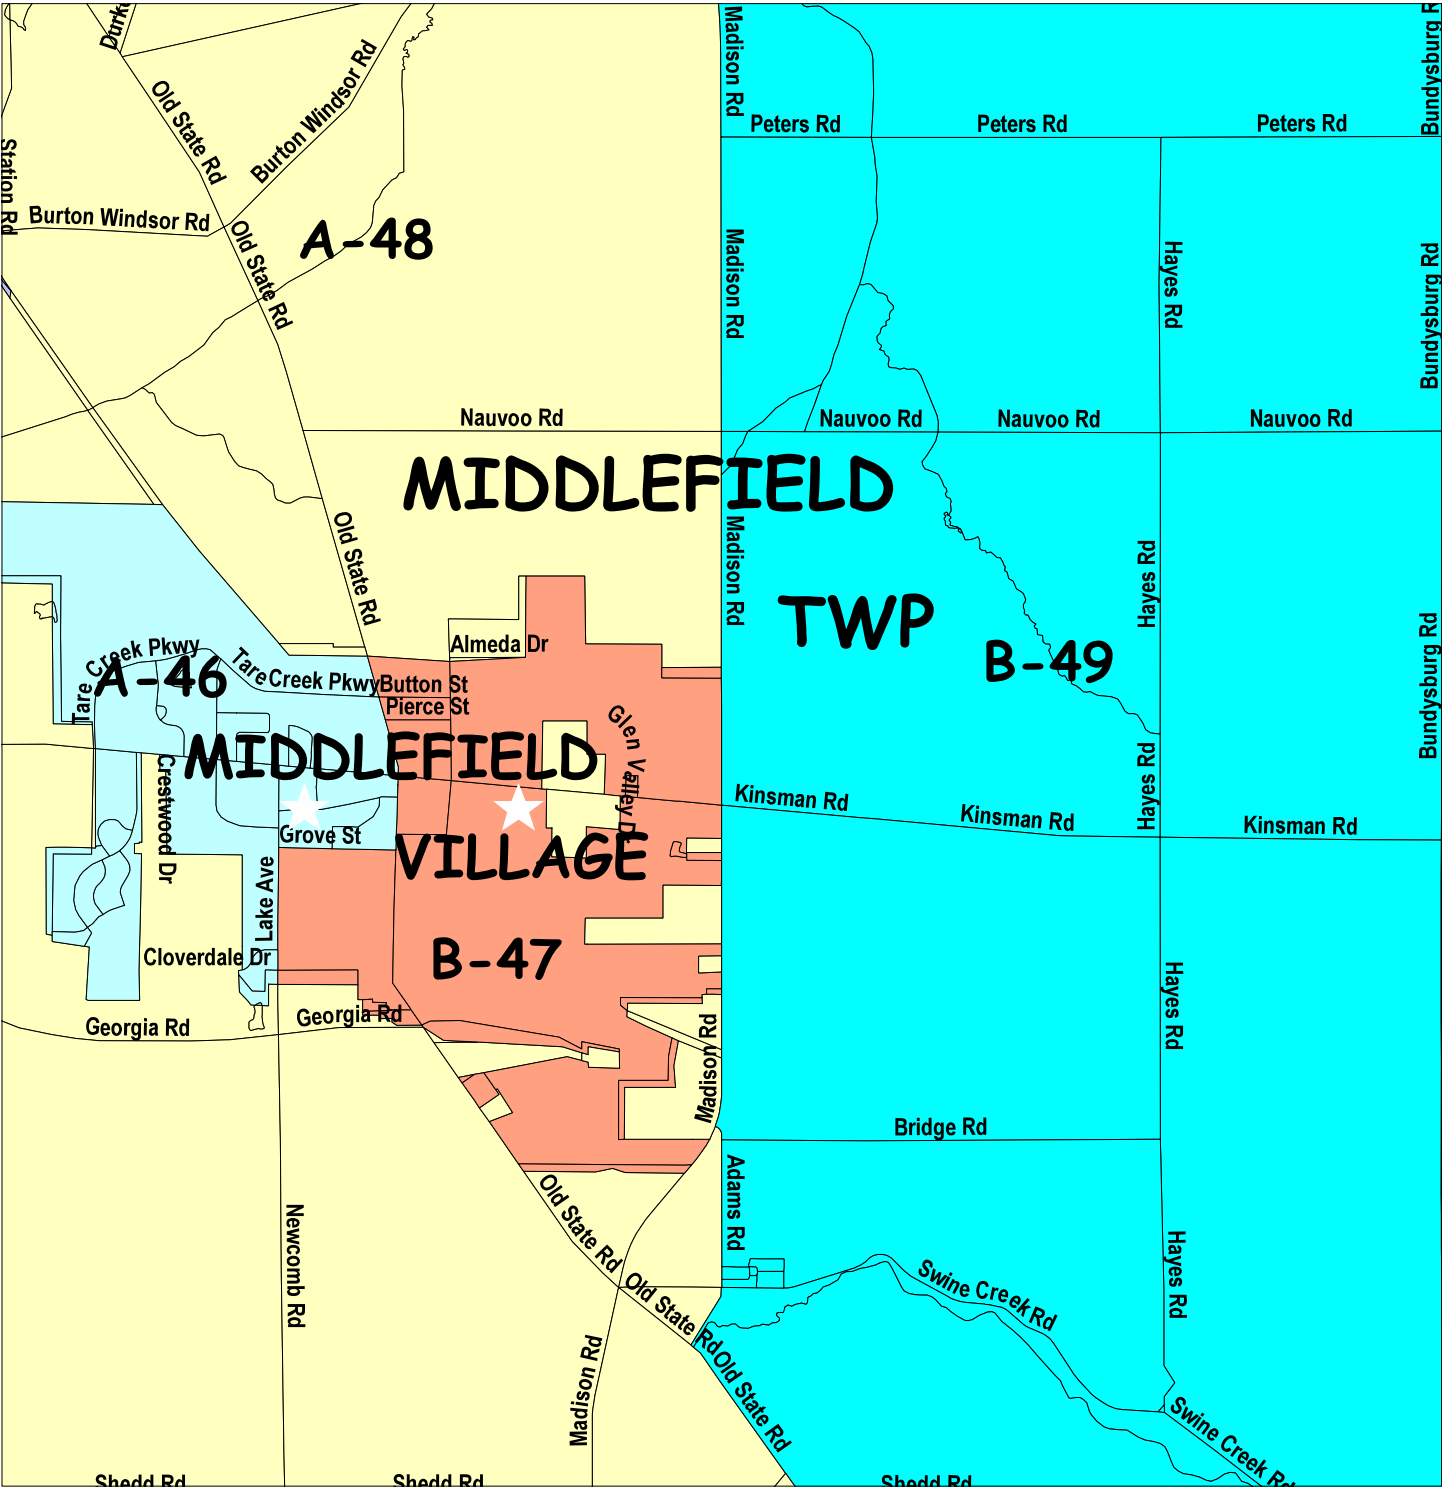 Madison Rd
Bundysburg R
Old State Rd
Burton Windsor Rd
Peters Rd
Peters Rd
Peters Rd
Station Rd
Burton Windsor Rd
A-48
Old State Rd
Madison Rd
Hayes Rd
Bundysburg Rd
Nauvoo Rd
Nauvoo Rd
Nauvoo Rd
Nauvoo Rd
MIDDLEFIELD
Old State Rd
Madison Rd
Hayes Rd
TWP
Almeda Dr
B-49
Bundysburg Rd
Tare Creek Pkwy
A-46
Tare Creek Pkwy
Button St
Pierce St
Glen Valley Dr
MIDDLEFIELD
Crestwood Dr
Hayes Rd
Kinsman Rd
Kinsman Rd
Kinsman Rd
Grove St
VILLAGE
Lake Ave
B-47
Cloverdale Dr
Hayes Rd
Georgia Rd
Georgia Rd
Madison Rd
Bridge Rd
Adams Rd
Newcomb Rd
Old State Rd
Hayes Rd
Old State Rd
Swine Creek Rd
Madison Rd
Old State Rd
Swine Creek Rd
Shedd Rd
Shedd Rd
Shedd Rd